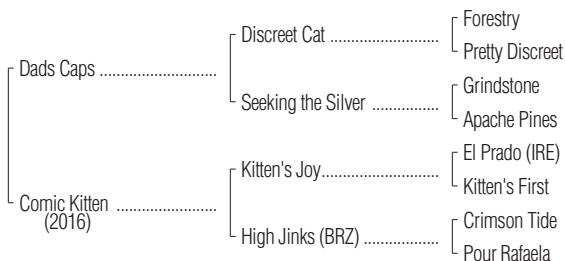 Forestry
Discreet Cat ....................
Pretty Discreet
Dads Caps ......................
Grindstone
Seeking the Silver ............
Apache Pines
El Prado (IRE)
Kitten's Joy.....................
Kitten's First
Comic Kitten ..................
(2016)
Crimson Tide
High Jinks (BRZ) ..............
Pour Rafaela